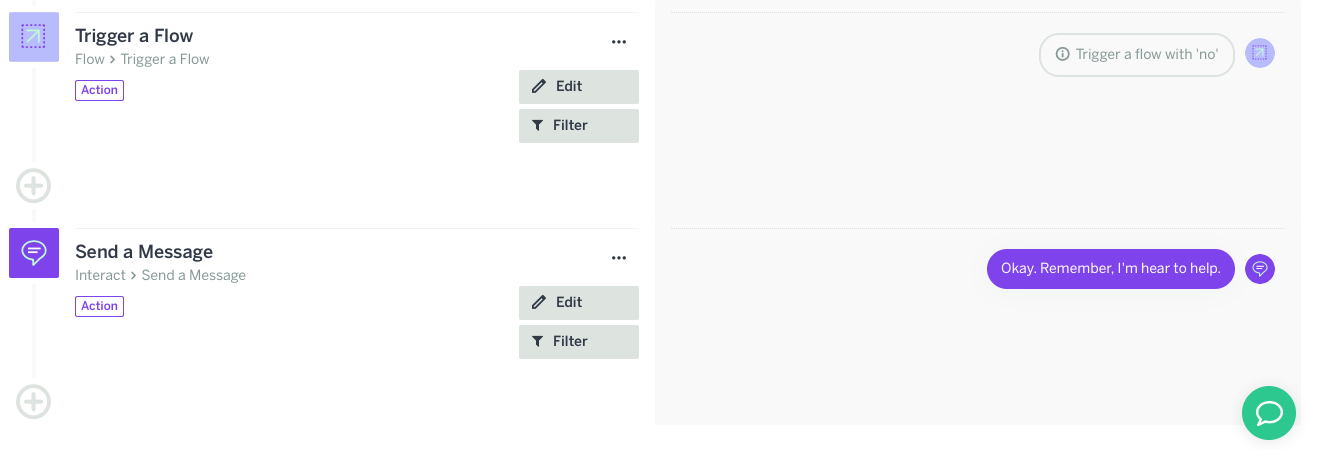 Trigger a Flow
Flow > Trigger a Flow
Action
Edit
Filter
Trigger a flow with 'no'
Send a Message
Interact > Send a Message
Action
Edit
Filter
Okay. Remember, I'm hear to help.